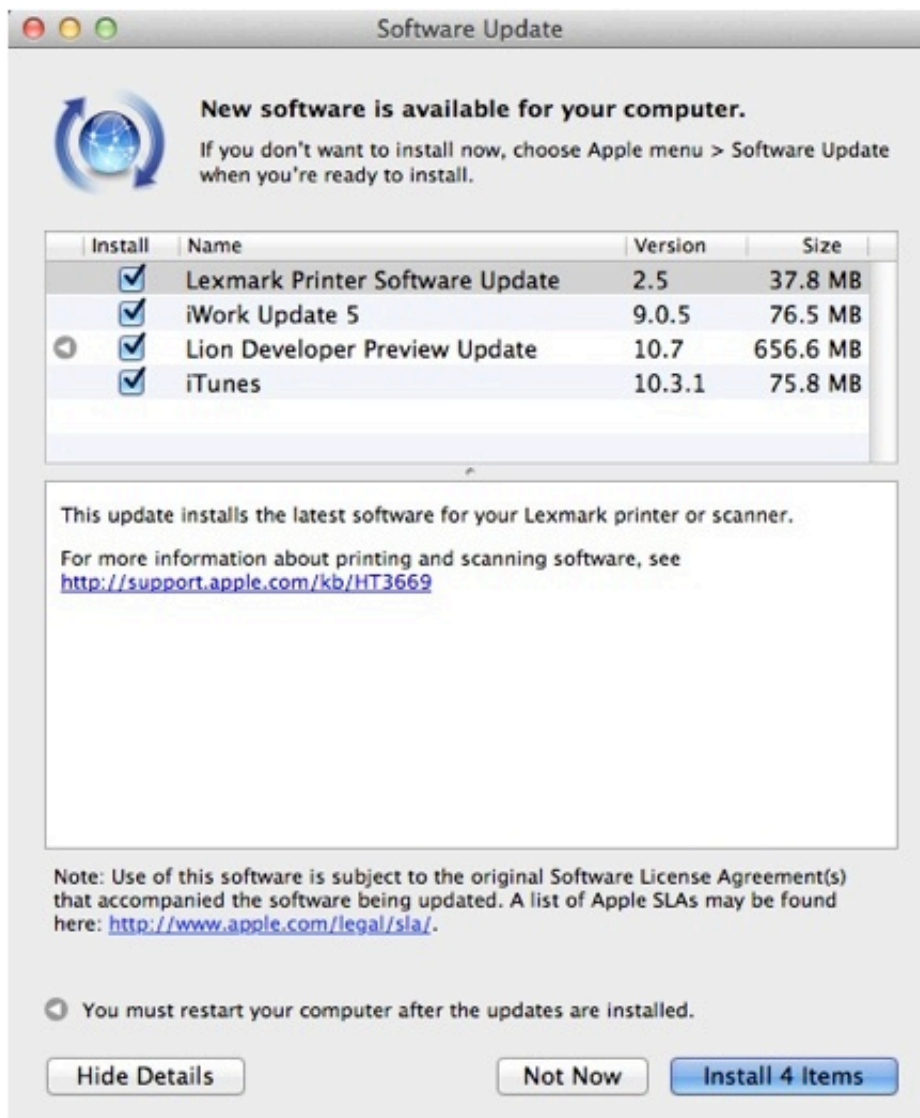 Software Update
New software is available for your computer.
If you don't want to install now, choose Apple menu > Software Update
when you're ready to install.
Install Name Version Size
Lexmark Printer Software Update 2.5 37.8 MB
iWork Update 5 9.0.5 76.5 MB
Lion Developer Preview Update 10.7 656.6 MB
iTunes 10.3.1 75.8 MB
This update installs the latest software for your Lexmark printer or scanner.
For more information about printing and scanning software, see
http://support.apple.com/kb/HT3669
Note: Use of this software is subject to the original Software License Agreement(s)
that accompanied the software being updated. A list of Apple SLAs may be found
here: http://www.apple.com/legal/sla/.
You must restart your computer after the updates are installed.
Hide Details Not Now Install 4 Items